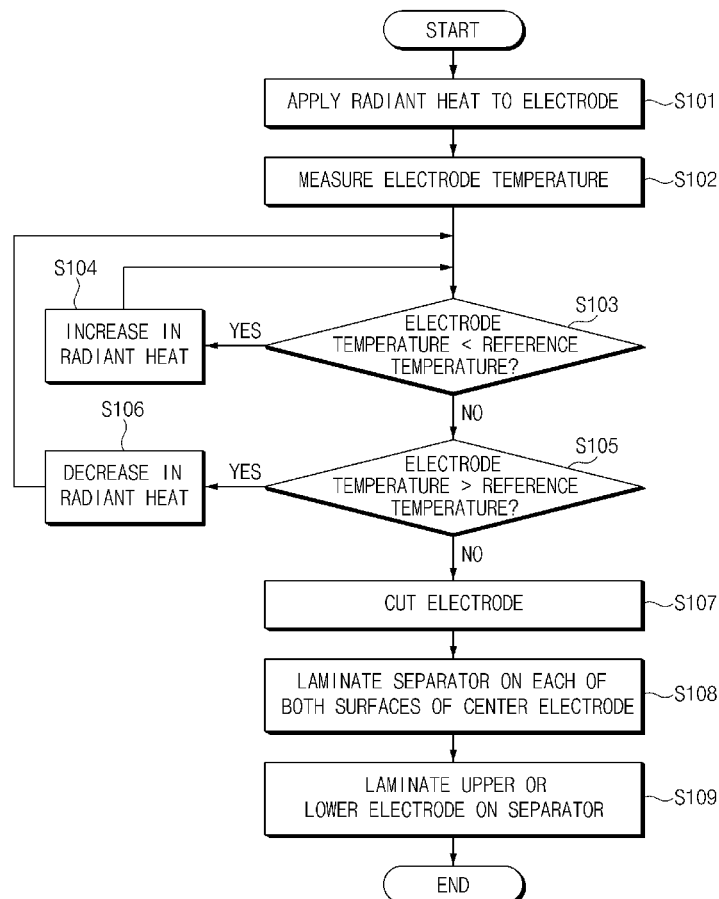 START
APPLY RADIANT HEAT TO ELECTRODE
S101
MEASURE ELECTRODE TEMPERATURE
S102
S104
INCREASE IN
RADIANT HEAT
YES
S103
ELECTRODE
TEMPERATURE < REFERENCE
TEMPERATURE?
NO
S106
DECREASE IN
RADIANT HEAT
YES
S105
ELECTRODE
TEMPERATURE > REFERENCE
TEMPERATURE?
NO
CUT ELECTRODE
S107
LAMINATE SEPARATOR ON EACH OF
BOTH SURFACES OF CENTER ELECTRODE
S108
LAMINATE UPPER OR
LOWER ELECTRODE ON SEPARATOR
S109
END